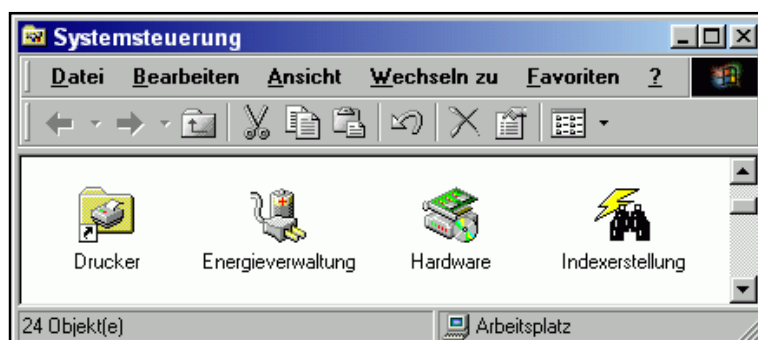 Systemsteuerung
Datei Bearbeiten Ansicht Wechseln zu Favoriten ?
Drucker Energieverwaltung Hardware Indexerstellung
24 Objekt(e) Arbeitsplatz